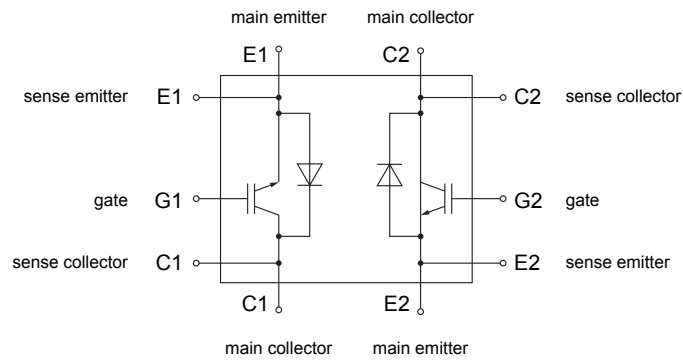 main emitter main collector
E1 C2
sense emitter E1 C2 sense collector
gate G1 G2 gate
sense collector C1 E2 sense emitter
C1 E2
main collector main emitter